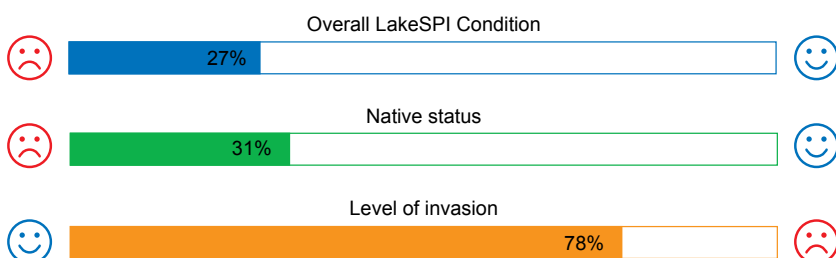 Overall LakeSPI Condition
27%
Native status
31%
Level of invasion
78%